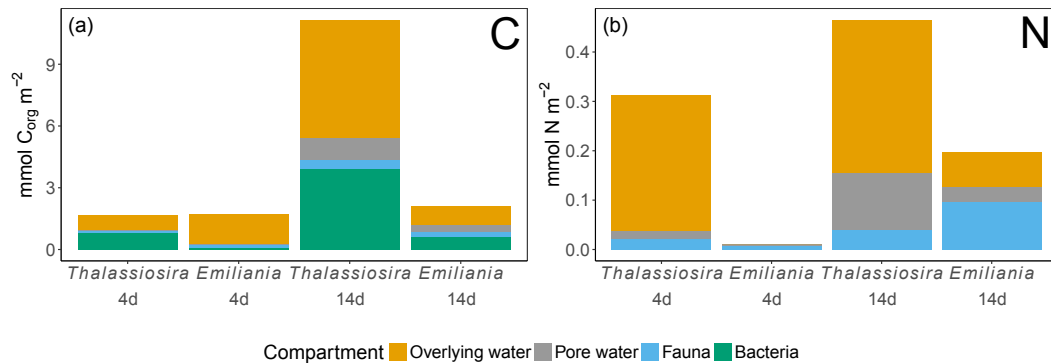 (a)
C
mmol C_org m⁻²
9
6
3
0
Thalassiosira Emiliania Thalassiosira Emiliania
4d 4d 14d 14d
(b)
N
mmol N m⁻²
0.4
0.3
0.2
0.1
0.0
Thalassiosira Emiliania Thalassiosira Emiliania
4d 4d 14d 14d
Compartment Overlying water Pore water Fauna Bacteria